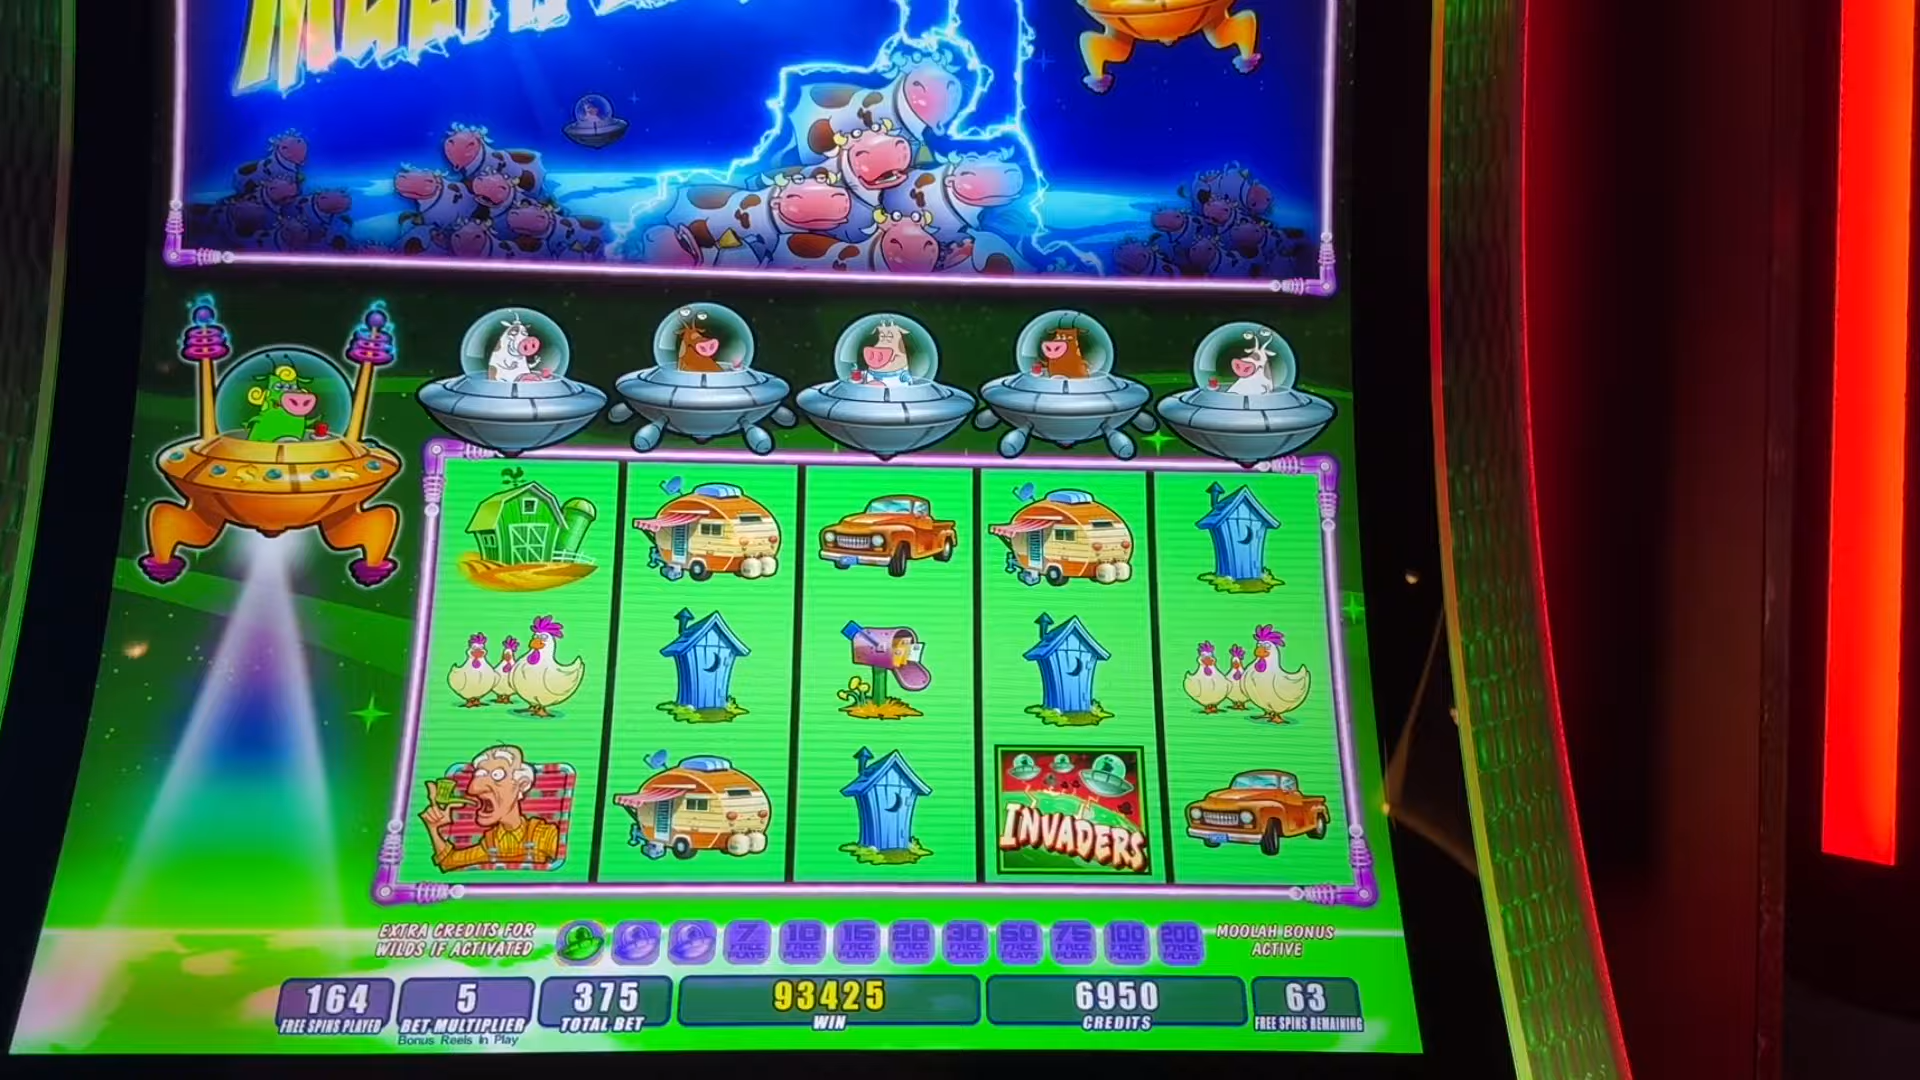 INVADERS
EXTRA CREDITS FOR
WILDS IF ACTIVATED
7 FREE PLAYS
10 FREE PLAYS
15 FREE PLAYS
20 FREE PLAYS
30 FREE PLAYS
50 FREE PLAYS
75 FREE PLAYS
100 FREE PLAYS
200 FREE PLAYS
MOOLAH BONUS
ACTIVE
164
FREE SPINS PLAYED
5
BET MULTIPLIER
Bonus Reels In Play
375
TOTAL BET
93425
WIN
6950
CREDITS
63
FREE SPINS REMAINING